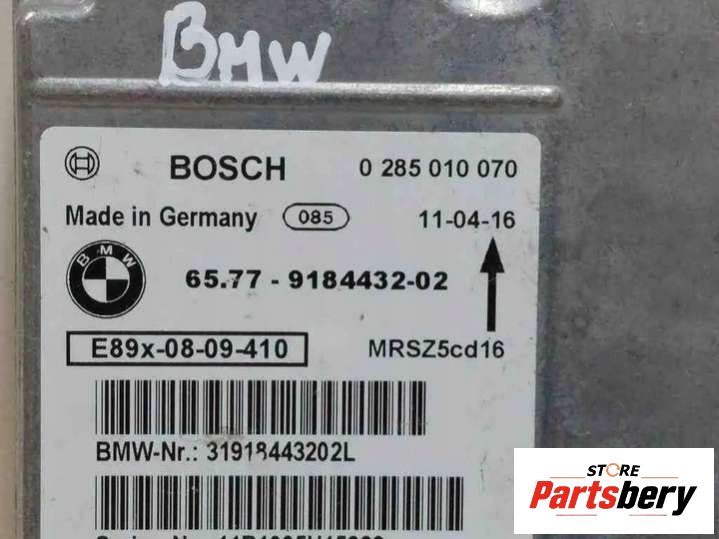 BMW
BOSCH 0 285 010 070
Made in Germany 085 11-04-16
BMW 65.77 - 9184432-02
E89x-08-09-410 MRSZ5cd16
BMW-Nr.: 31918443202L
STORE
Partsbery